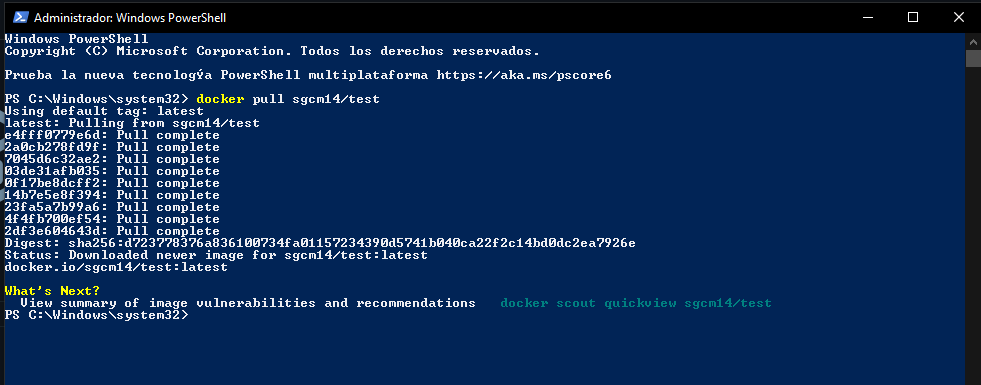 Administrador: Windows PowerShell
Windows PowerShell
Copyright (C) Microsoft Corporation. Todos los derechos reservados.
Prueba la nueva tecnologýa PowerShell multiplataforma https://aka.ms/pscore6
PS C:\Windows\system32> docker pull sgcm14/test
Using default tag: latest
latest: Pulling from sgcm14/test
e4fff0779e6d: Pull complete
2a0cb278fd9f: Pull complete
7045d6c32ae2: Pull complete
03de31afb035: Pull complete
0f17be8dcff2: Pull complete
14b7e5e8f394: Pull complete
23fa5a7b99a6: Pull complete
4f4fb700ef54: Pull complete
2df3e604643d: Pull complete
Digest: sha256:d723778376a836100734fa01157234390d5741b040ca22f2c14bd0dc2ea7926e
Status: Downloaded newer image for sgcm14/test:latest
docker.io/sgcm14/test:latest
What's Next?
View summary of image vulnerabilities and recommendations docker scout quickview sgcm14/test
PS C:\Windows\system32>